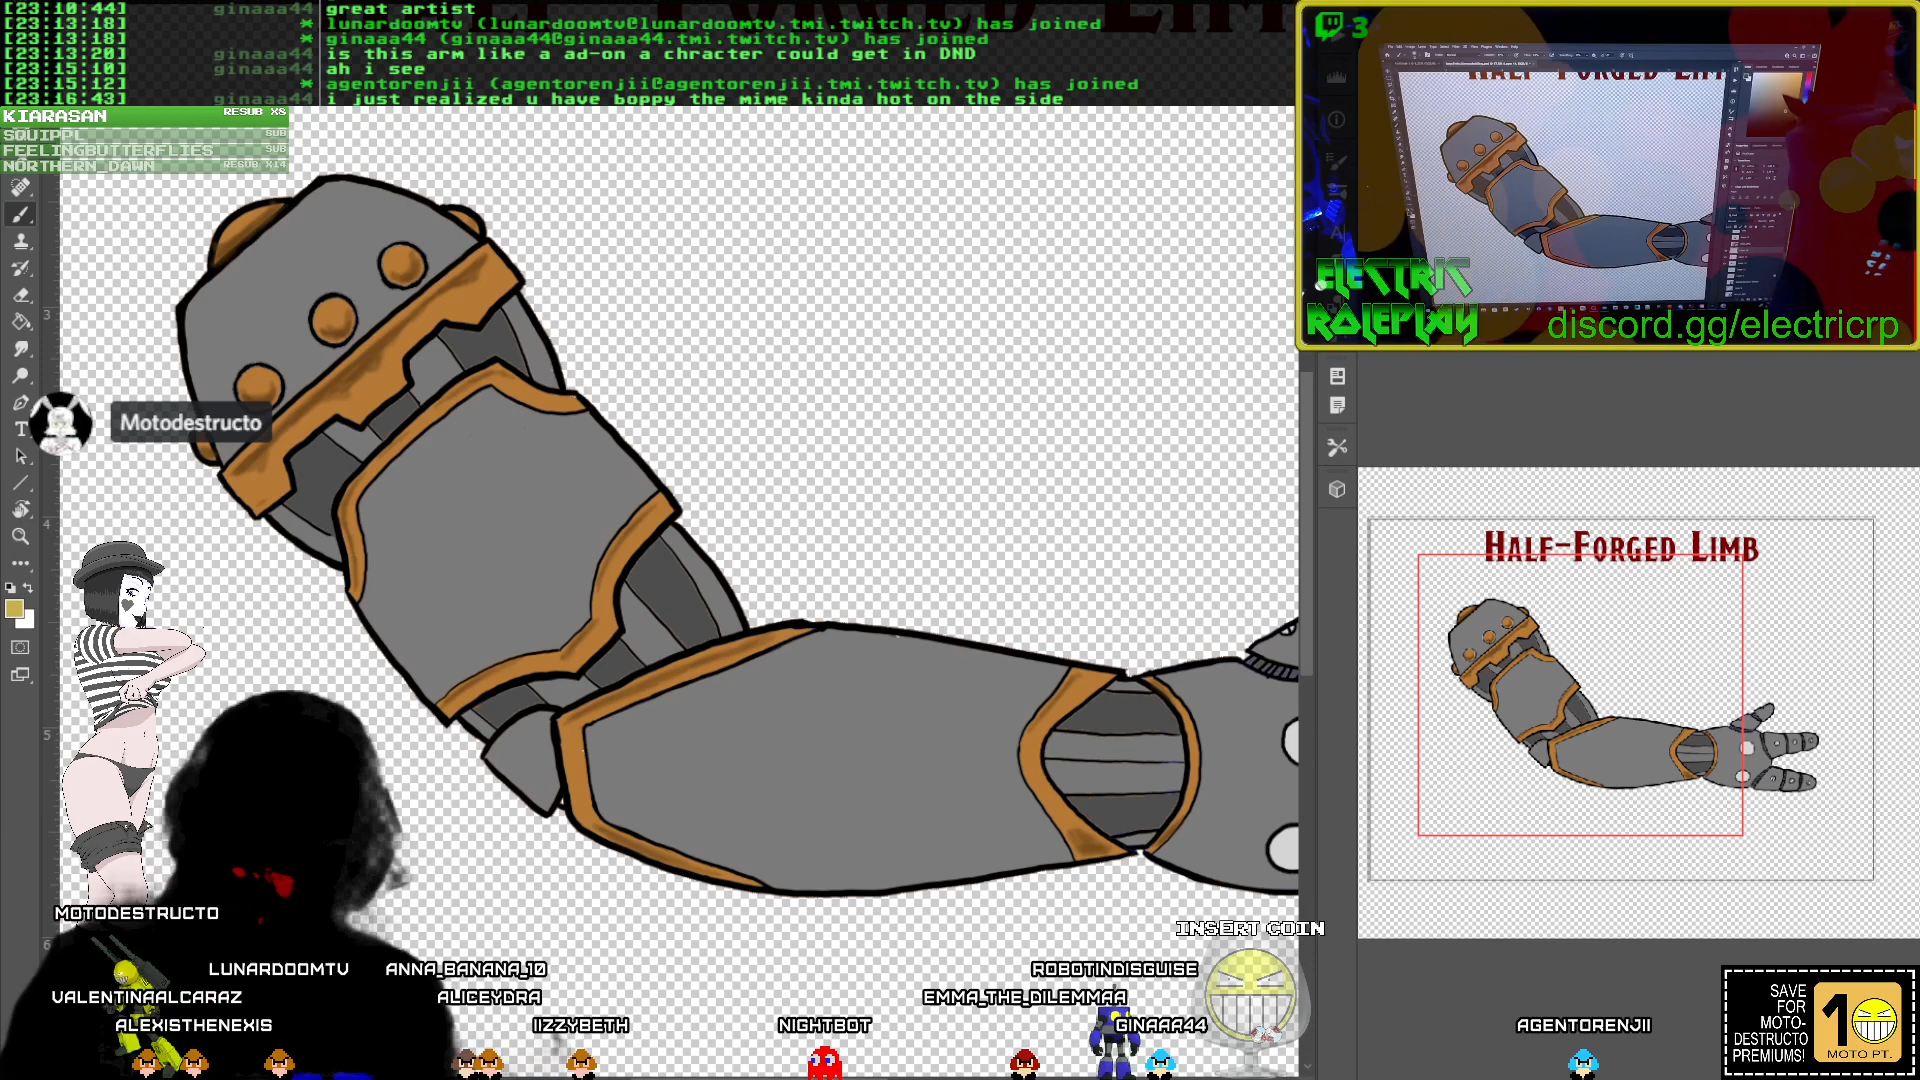 [23:10:44] ginaaa44 great artist
[23:13:18] * lunardoomtv (lunardoomtv@lunardoomtv.tmi.twitch.tv) has joined
[23:13:18] * ginaaa44 (ginaaa44@ginaaa44.tmi.twitch.tv) has joined
[23:13:20] ginaaa44 is this arm like a ad-on a chracter could get in DND
[23:15:10] ginaaa44 ah i see
[23:15:12] * agentorenjii (agentorenjii@agentorenjii.tmi.twitch.tv) has joined
[23:16:43] ginaaa44 i just realized u have boppy the mime kinda hot on the side
KIARASAN RESUB X8
SQUIPPL SUB
FEELINGBUTTERFLIES SUB
NORTHERN_DAWN RESUB X14
3
ELECTRIC
ROLEPLAY
discord.gg/electricrp
3
4
5
6
Motodestructo
HALF-FORGED LIMB
MOTODESTRUCTO
LUNARDOOMTV
ANNA_BANANA_10
VALENTINAALCARAZ
ALICEYDRA
ALEXISTHENEXIS
IIZZYBETH
NIGHTBOT
ROBOTINDISGUISE
EMMA_THE_DILEMMAA
GINAAA44
INSERT COIN
AGENTORENJII
SAVE
FOR
MOTO-
DESTRUCTO
PREMIUMS!
10
MOTO PT.